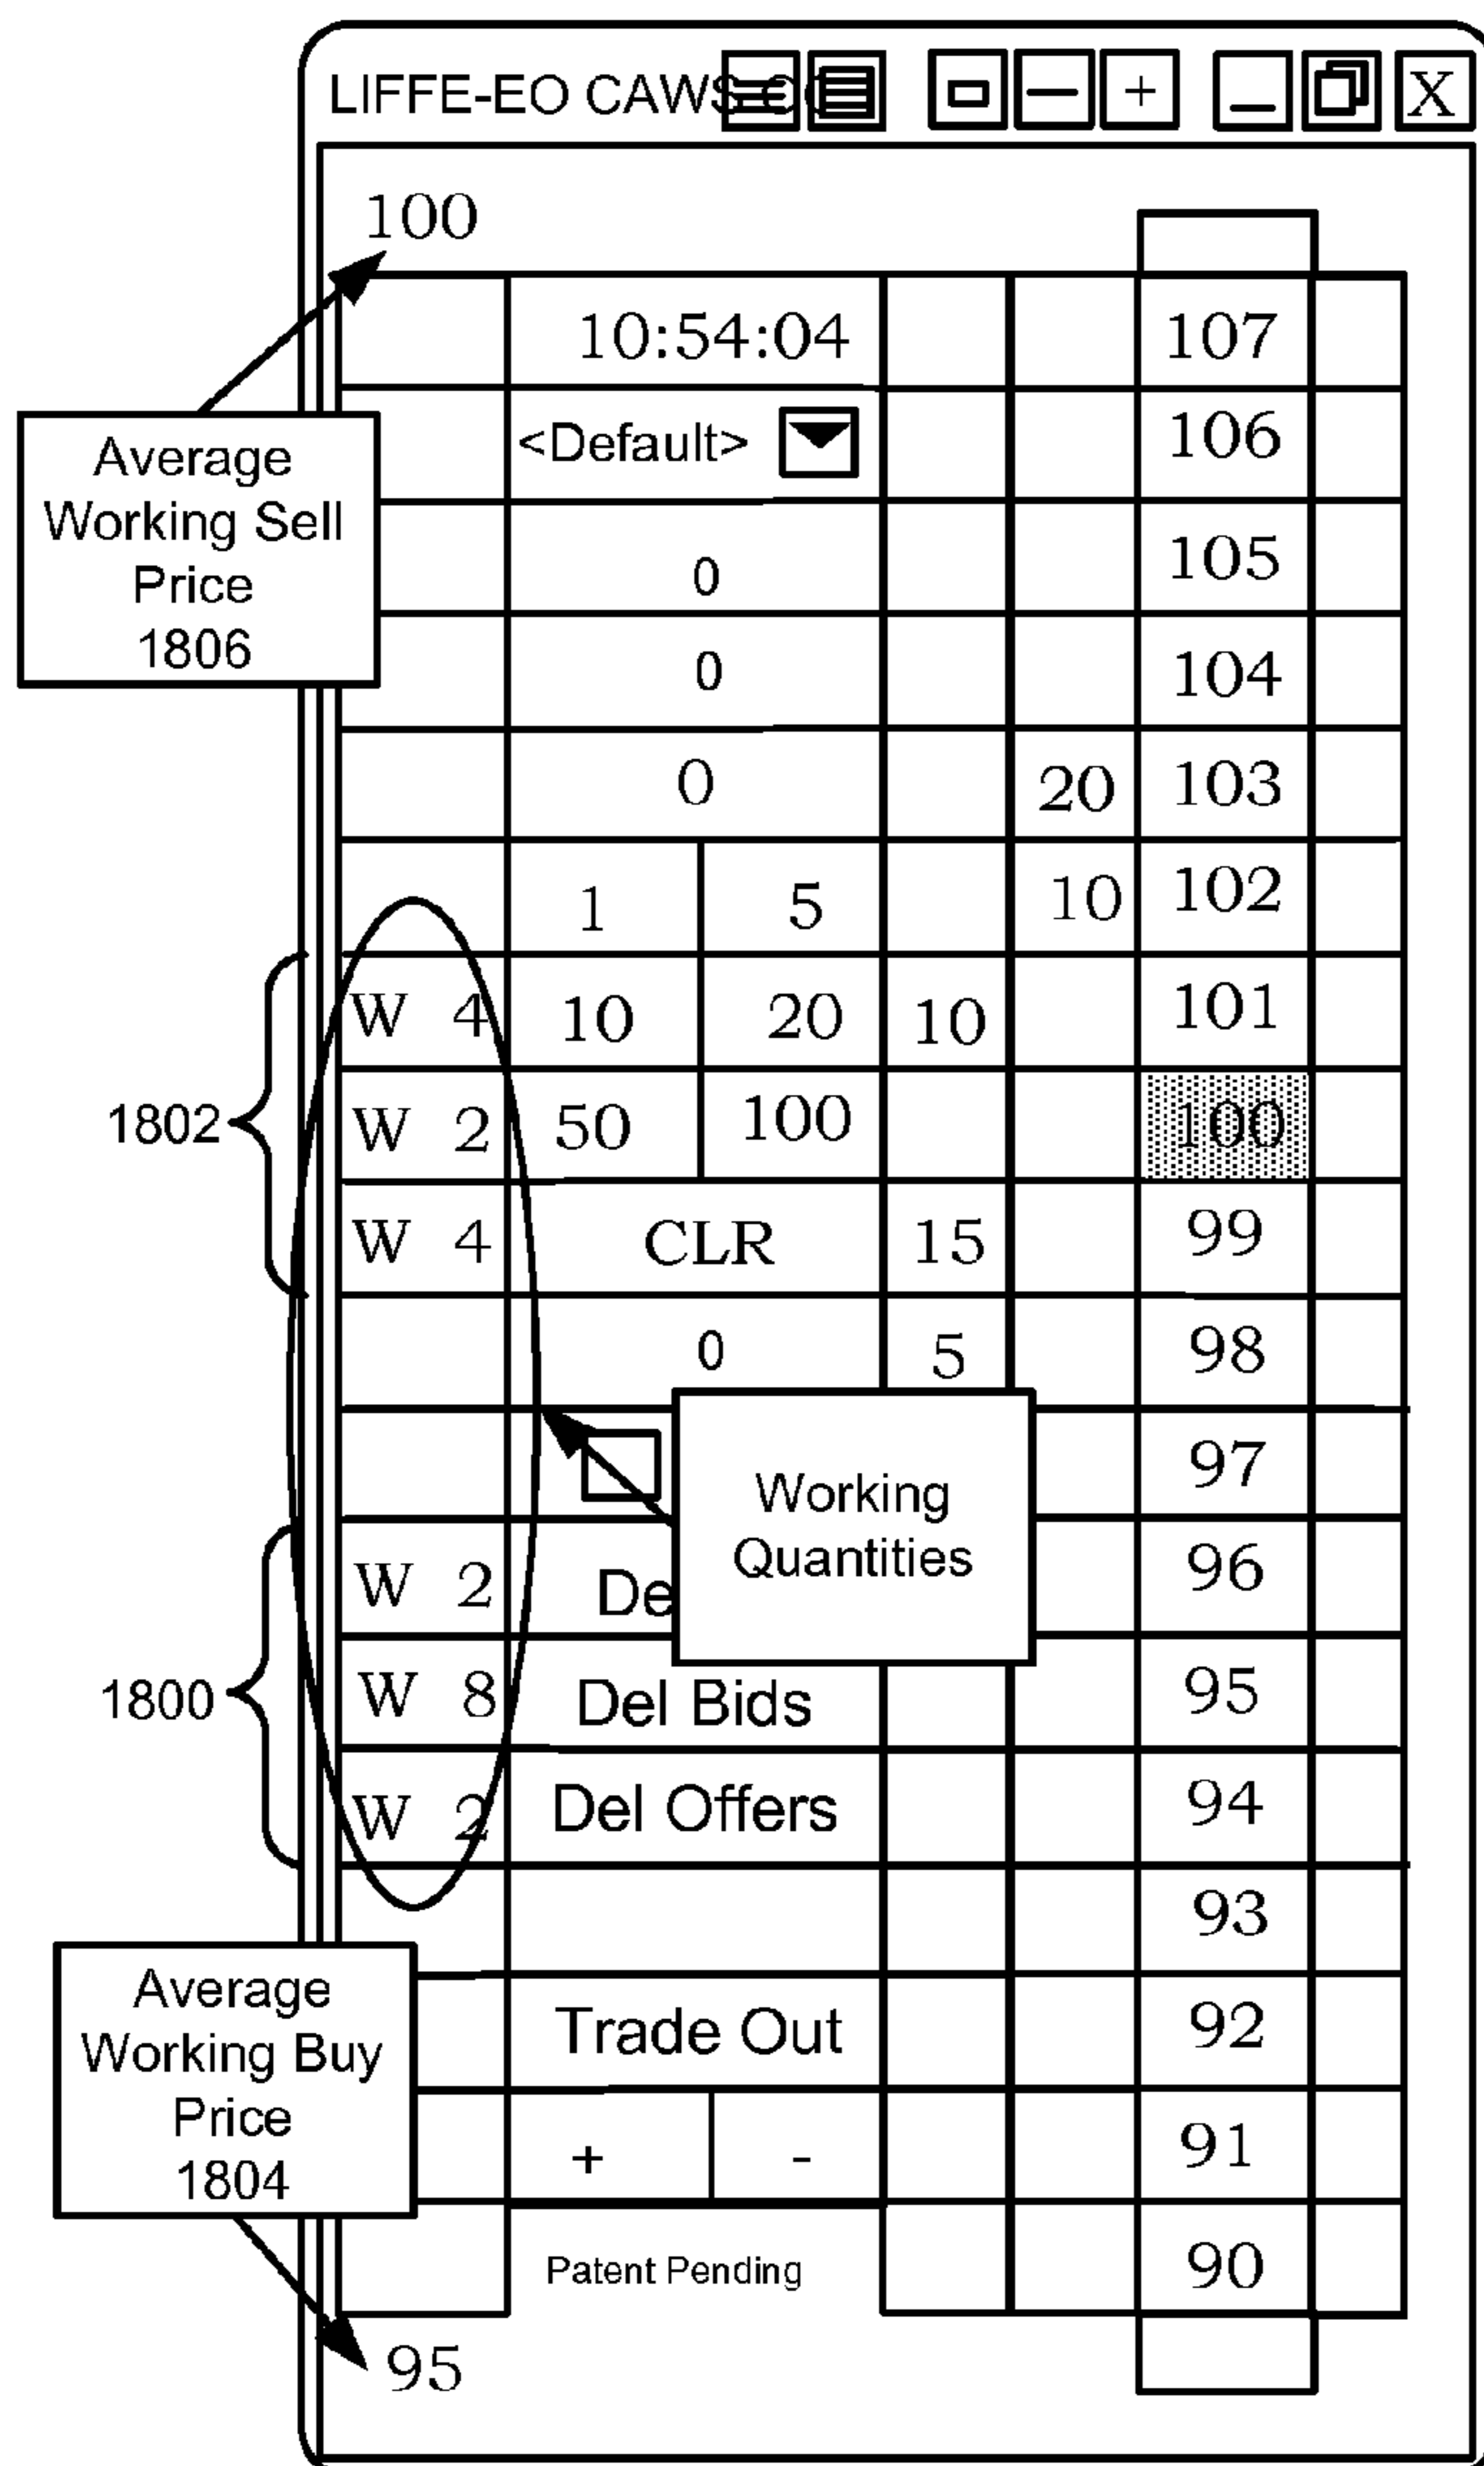 LIFFE-EO CAWS
+ X
100
10:54:04 107
Average
Working Sell
Price
1806
<Default> 106
0 105
0 104
0 20 103
1 5 10 102
W 4 10 20 10 101
1802
W 2 50 100 100
W 4 CLR 15 99
0 5 98
97
Working
Quantities
W 2 De 96
1800
W 8 Del Bids 95
W 2 Del Offers 94
93
Average
Working Buy
Price
1804
Trade Out 92
+ - 91
Patent Pending 90
95